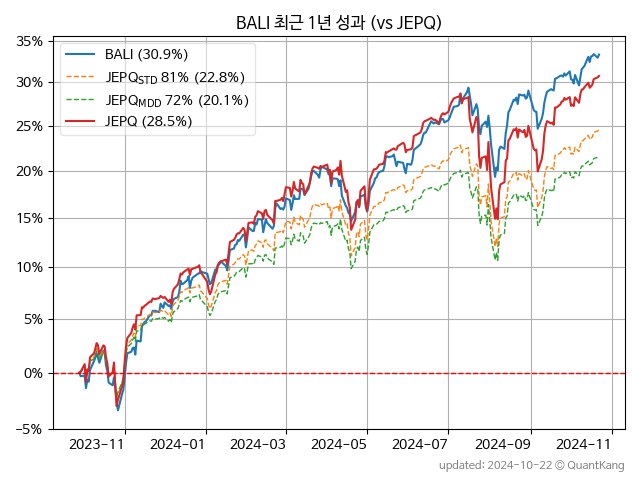 BALI 최근 1년 성과 (vs JEPQ)
BALI (30.9%)
JEPQSTD 81% (22.8%)
JEPQMDD 72% (20.1%)
JEPQ (28.5%)
35%
30%
25%
20%
15%
10%
5%
0%
−5%
2023-11 2024-01 2024-03 2024-05 2024-07 2024-09 2024-11
updated: 2024-10-22 © QuantKang